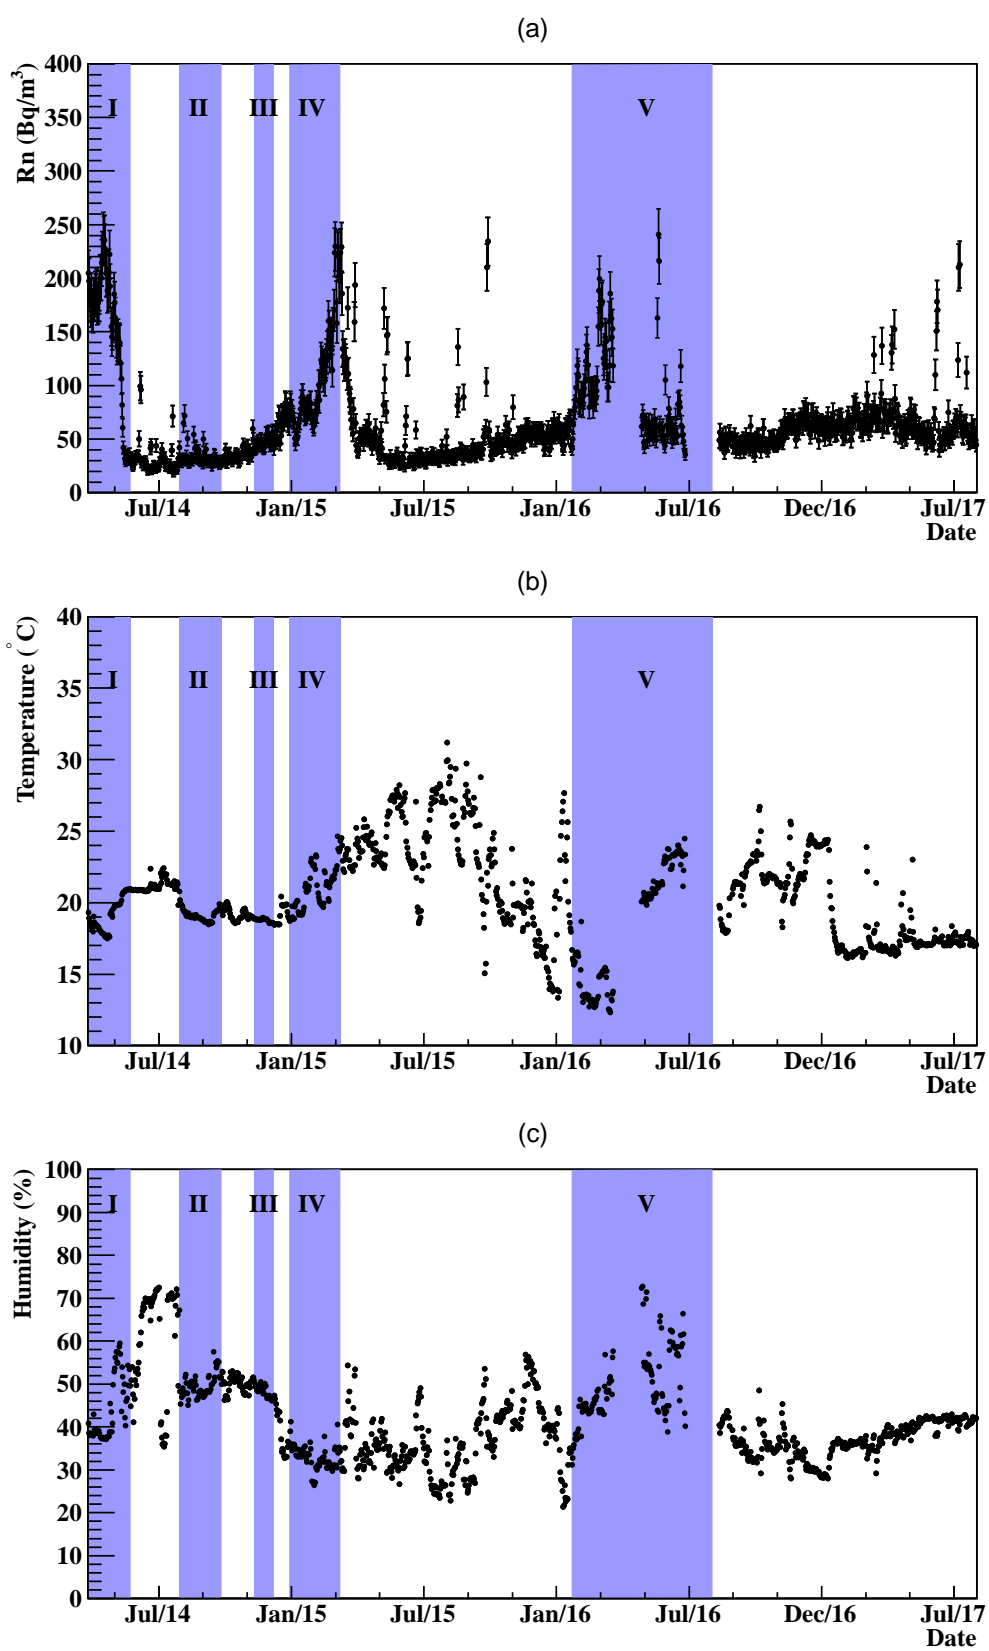 (a)
Rn (Bq/m³)
400
350
300
250
200
150
100
50
0
I II III IV V
Jul/14 Jan/15 Jul/15 Jan/16 Jul/16 Dec/16 Jul/17
Date
(b)
Temperature (°C)
40
35
30
25
20
15
10
I II III IV V
Jul/14 Jan/15 Jul/15 Jan/16 Jul/16 Dec/16 Jul/17
Date
(c)
Humidity (%)
100
90
80
70
60
50
40
30
20
10
0
I II III IV V
Jul/14 Jan/15 Jul/15 Jan/16 Jul/16 Dec/16 Jul/17
Date